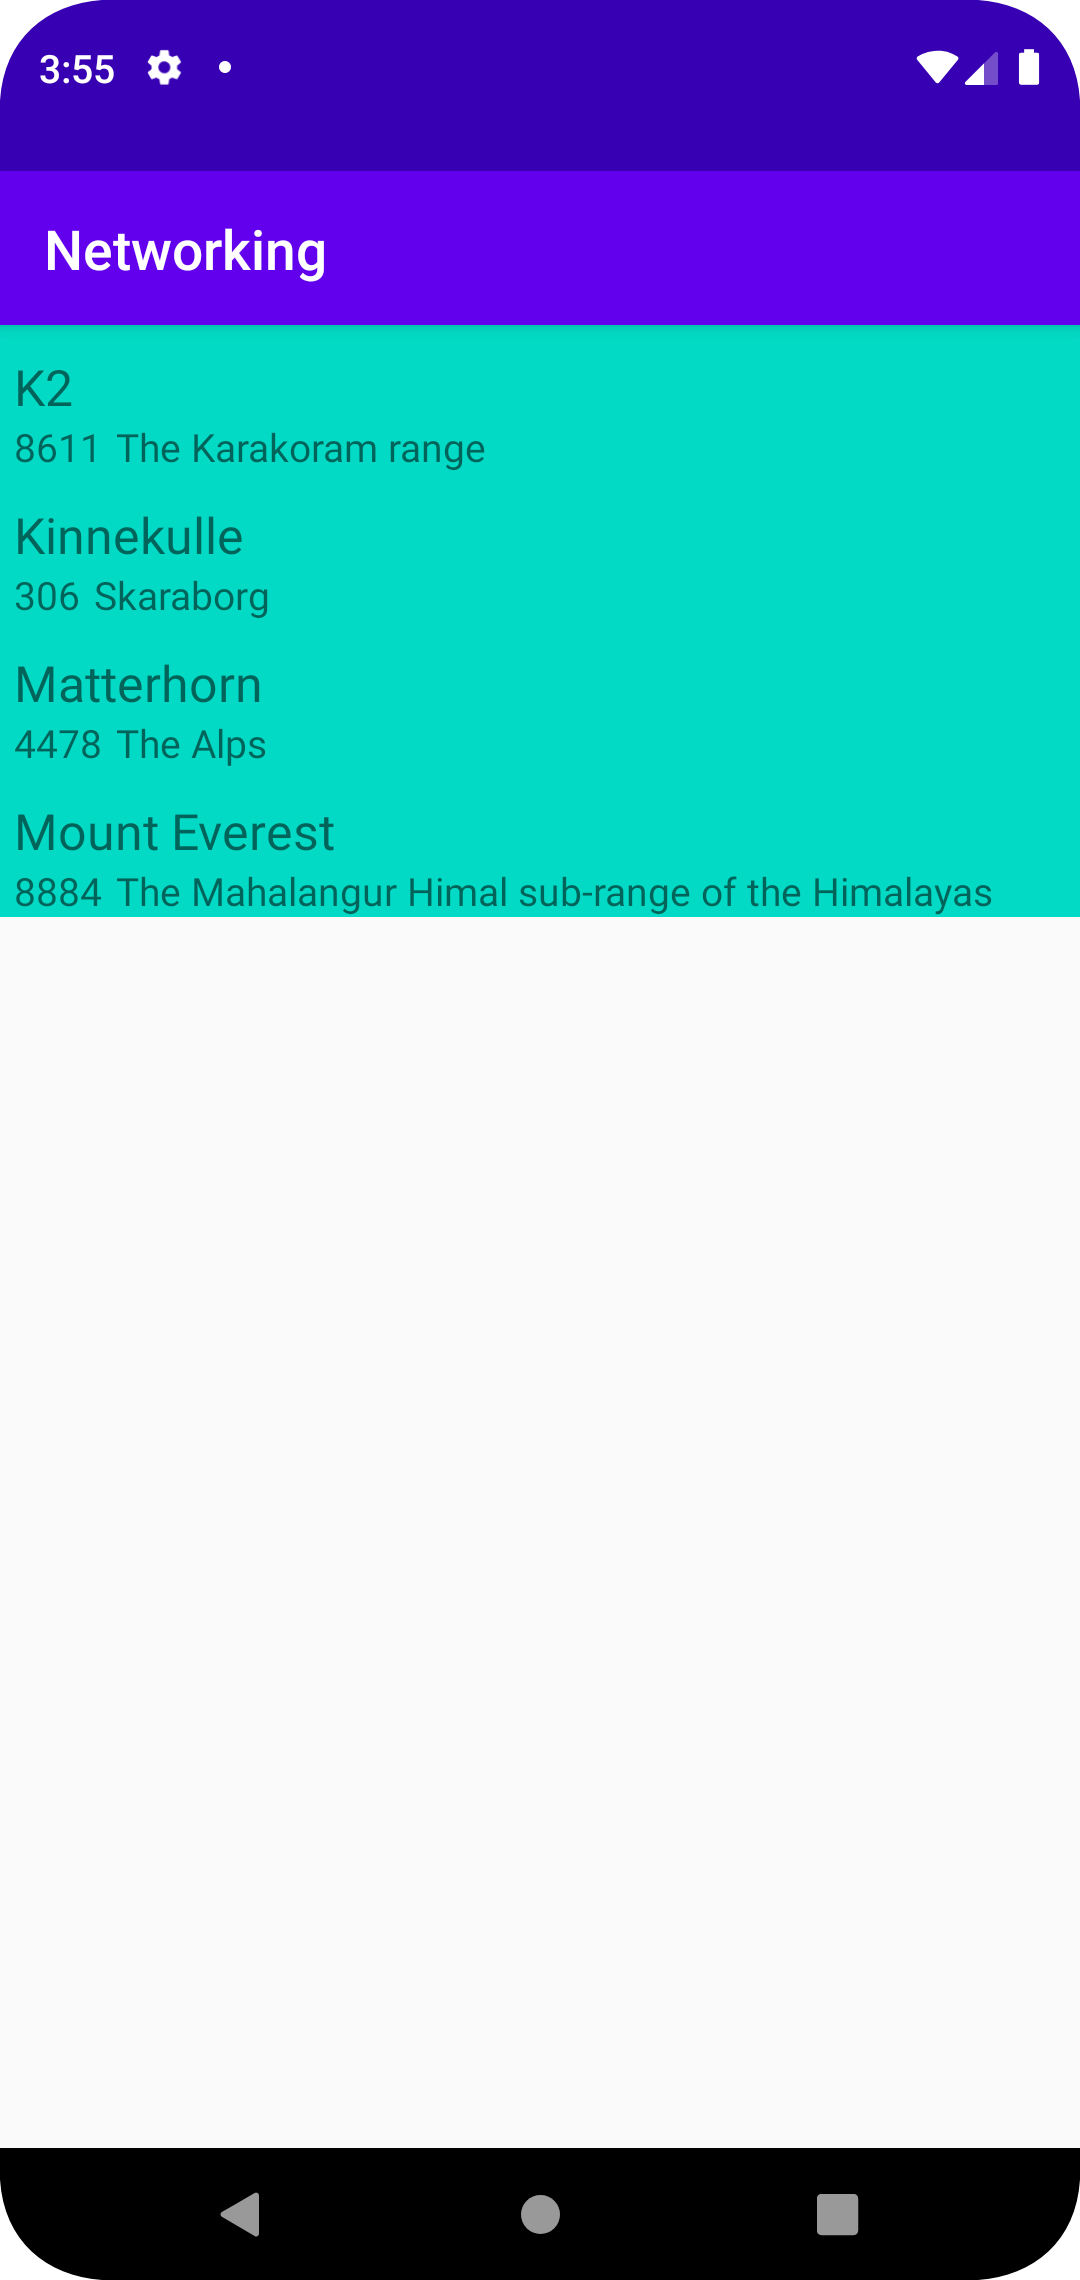 3:55
Networking
K2
8611 The Karakoram range
Kinnekulle
306 Skaraborg
Matterhorn
4478 The Alps
Mount Everest
8884 The Mahalangur Himal sub-range of the Himalayas